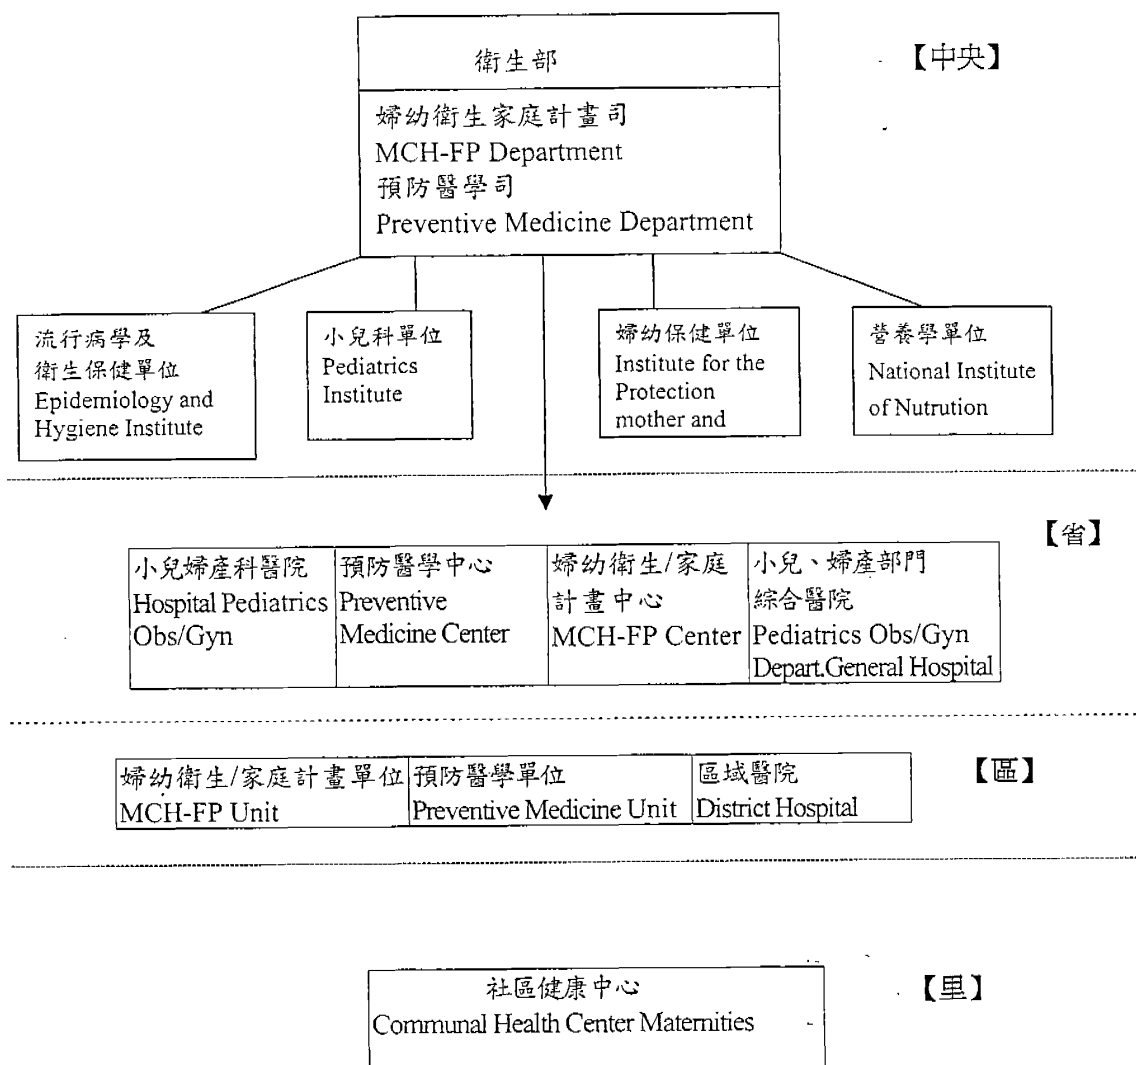 衛生部
【中央】
婦幼衛生家庭計畫司
MCH-FP Department
預防醫學司
Preventive Medicine Department
流行病學及
衛生保健單位
Epidemiology and
Hygiene Institute
小兒科單位
Pediatrics
Institute
婦幼保健單位
Institute for the
Protection
mother and
營養學單位
National Institute
of Nutrution
【省】
小兒婦產科醫院
Hospital Pediatrics
Obs/Gyn
預防醫學中心
Preventive
Medicine Center
婦幼衛生/家庭
計畫中心
MCH-FP Center
小兒、婦產部門
綜合醫院
Pediatrics Obs/Gyn
Depart.General Hospital
婦幼衛生/家庭計畫單位
MCH-FP Unit
預防醫學單位
Preventive Medicine Unit
區域醫院
District Hospital
【區】
社區健康中心
Communal Health Center Maternities
【里】